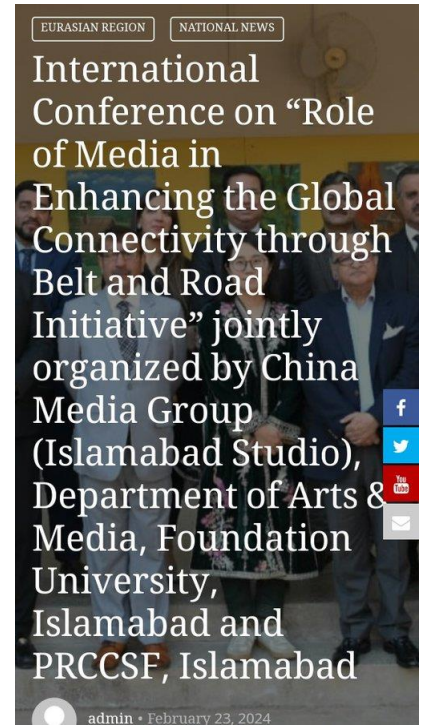 EURASIAN REGION
NATIONAL NEWS
International
Conference on “Role
of Media in
Enhancing the Global
Connectivity through
Belt and Road
Initiative” jointly
organized by China
Media Group
(Islamabad Studio),
Department of Arts &
Media, Foundation
University,
Islamabad and
PRCCSF, Islamabad
f
You
Tube
admin • February 23, 2024